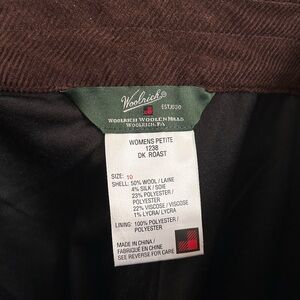 Woolrich
EST.1830
WOOLRICH WOOLEN MILLS
WOOLRICH, PA
WOMENS PETITE
1238
DK ROAST
SIZE: 10
SHELL: 50% WOOL / LAINE
4% SILK / SOIE
23% POLYESTER /
POLYESTER
22% VISCOSE / VISCOSE
1% LYCRA/ LYCRA
LINING: 100% POLYESTER /
POLYESTER
MADE IN CHINA /
FABRIQUÉ EN CHINE
SEE REVERSE FOR CARE